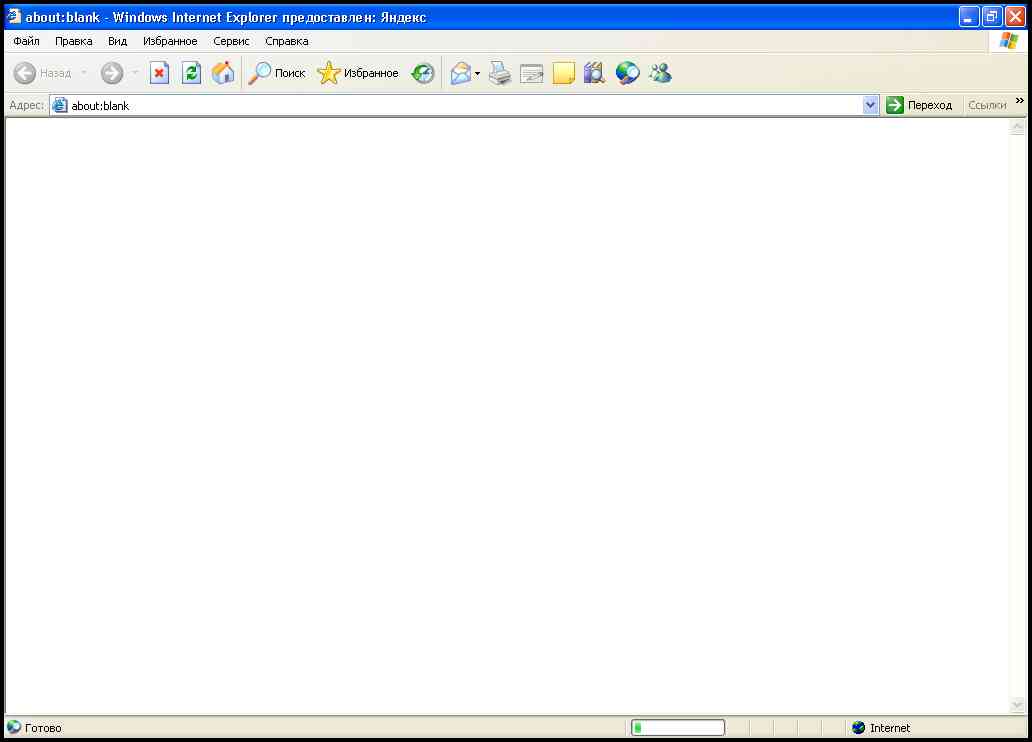 about:blank - Windows Internet Explorer предоставлен: Яндекс
Файл Правка Вид Избранное Сервис Справка
Назад Поиск Избранное
Адрес: about:blank Переход Ссылки »
Готово Internet